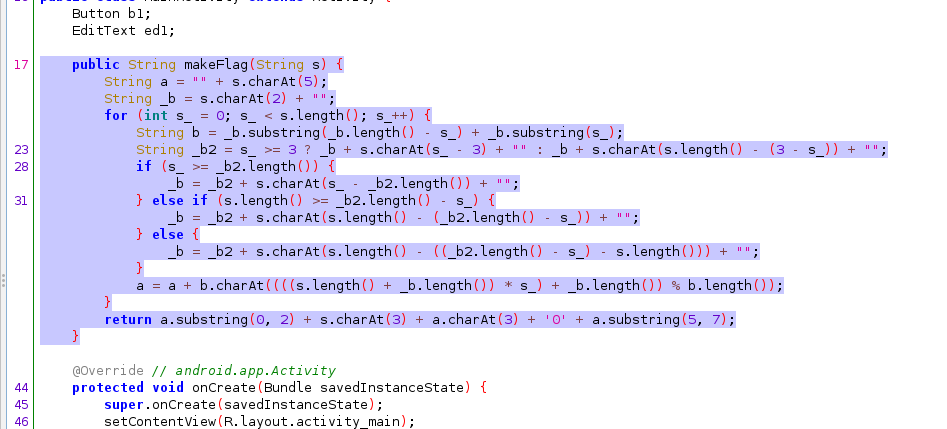 Button b1;
EditText ed1;
17 public String makeFlag(String s) {
String a = "" + s.charAt(5);
String _b = s.charAt(2) + "";
for (int s_ = 0; s_ < s.length(); s_++) {
String b = _b.substring(_b.length() - s_) + _b.substring(s_);
23 String _b2 = s_ >= 3 ? _b + s.charAt(s_ - 3) + "" : _b + s.charAt(s.length() - (3 - s_)) + "";
28 if (s_ >= _b2.length()) {
_b = _b2 + s.charAt(s_ - _b2.length()) + "";
31 } else if (s.length() >= _b2.length() - s_) {
_b = _b2 + s.charAt(s.length() - (_b2.length() - s_)) + "";
} else {
_b = _b2 + s.charAt(s.length() - ((_b2.length() - s_) - s.length())) + "";
}
a = a + b.charAt((((s.length() + _b.length()) * s_) + _b.length()) % b.length());
}
return a.substring(0, 2) + s.charAt(3) + a.charAt(3) + '0' + a.substring(5, 7);
}
@Override // android.app.Activity
44 protected void onCreate(Bundle savedInstanceState) {
45 super.onCreate(savedInstanceState);
46 setContentView(R.layout.activity_main);